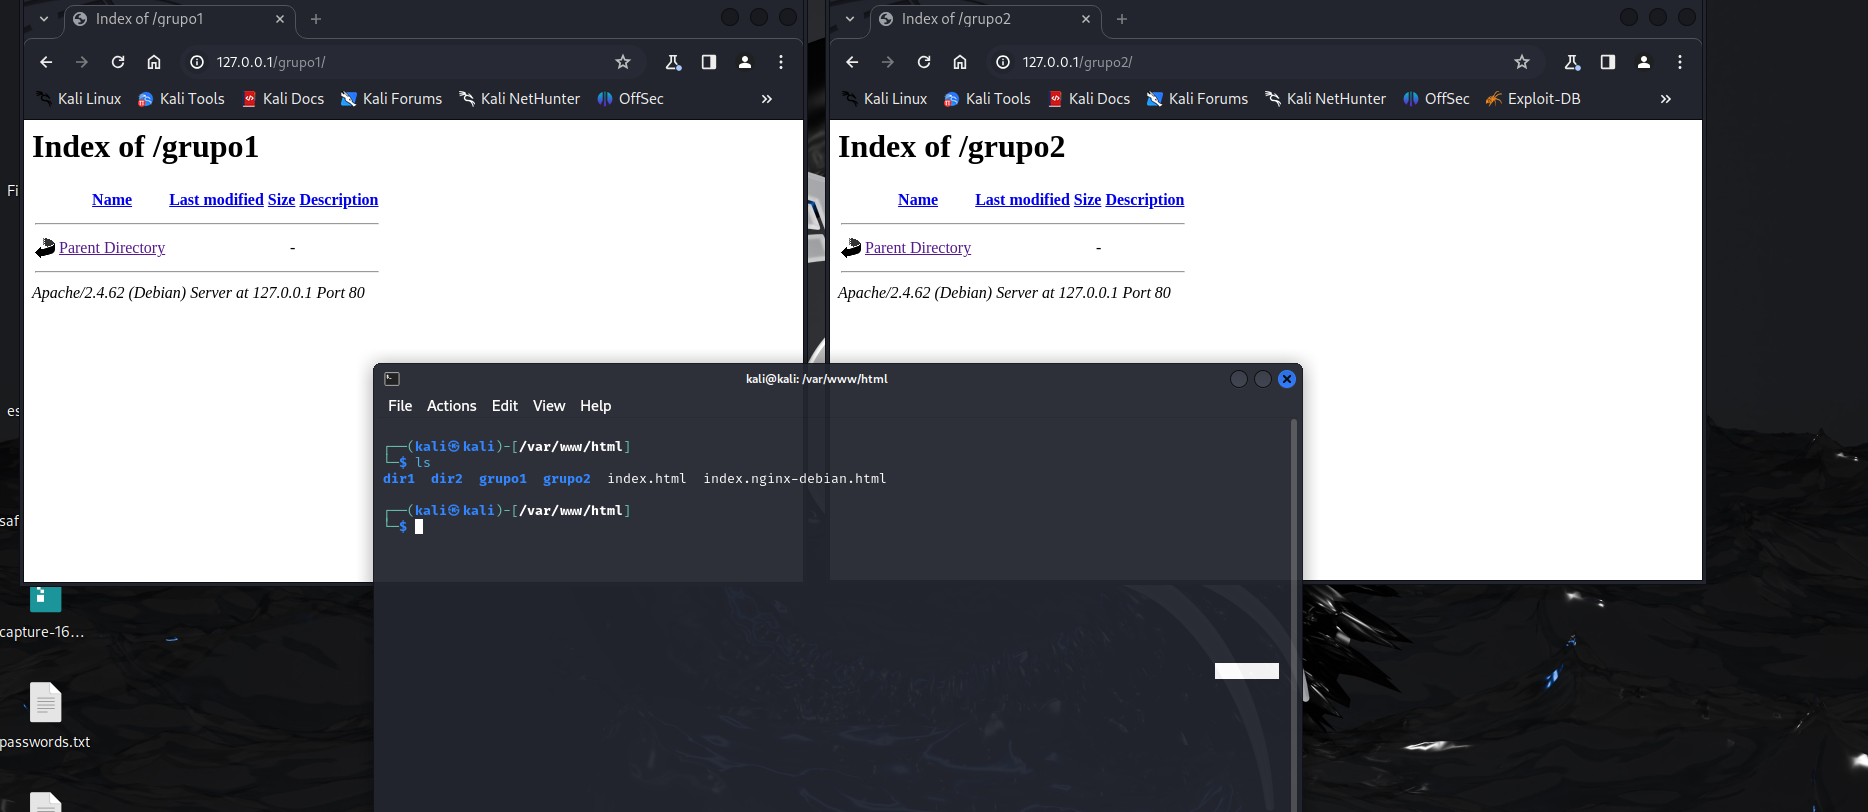 Index of /grupo1
127.0.0.1/grupo1/
Kali Linux Kali Tools Kali Docs Kali Forums Kali NetHunter OffSec »
Index of /grupo1
Name Last modified Size Description
Parent Directory -
Apache/2.4.62 (Debian) Server at 127.0.0.1 Port 80
Index of /grupo2
127.0.0.1/grupo2/
Kali Linux Kali Tools Kali Docs Kali Forums Kali NetHunter OffSec Exploit-DB »
Index of /grupo2
Name Last modified Size Description
Parent Directory -
Apache/2.4.62 (Debian) Server at 127.0.0.1 Port 80
kali@kali: /var/www/html
File Actions Edit View Help
┌──(kali㉿kali)-[/var/www/html]
└─$ ls
dir1 dir2 grupo1 grupo2 index.html index.nginx-debian.html
┌──(kali㉿kali)-[/var/www/html]
└─$
Fi
es
saf
capture-16...
passwords.txt